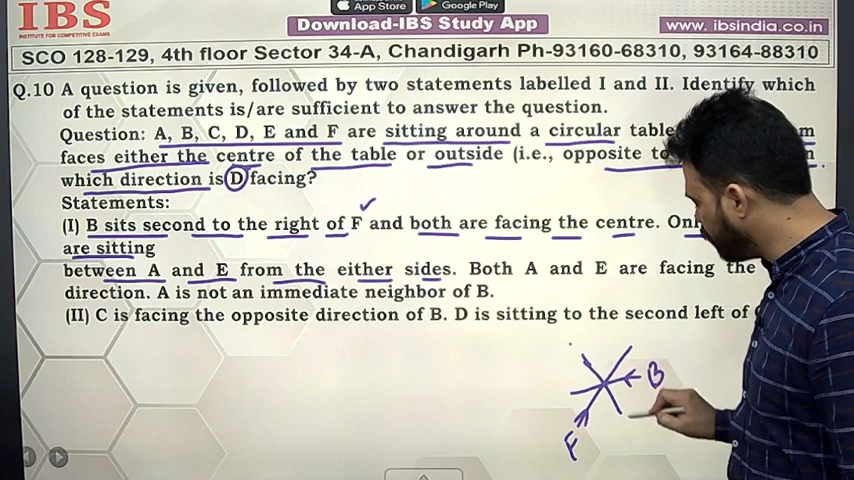 IBS
INSTITUTE FOR COMPETITIVE EXAMS
App Store
Google Play
Download-IBS Study App
www. ibsindia.co.in
SCO 128-129, 4th floor Sector 34-A, Chandigarh Ph-93160-68310, 93164-88310
Q.10 A question is given, followed by two statements labelled I and II. Identify which
of the statements is/are sufficient to answer the question.
Question: A, B, C, D, E and F are sitting around a circular
faces either the centre of the table or outside (i.e., opposite
which direction is D facing?
Statements:
(I) B sits second to the right of F and both are facing the centre.
are sitting
between A and E from the either sides. Both A and E are facing the
direction. A is not an immediate neighbor of B.
(II) C is facing the opposite direction of B. D is sitting to the second left of
B
F